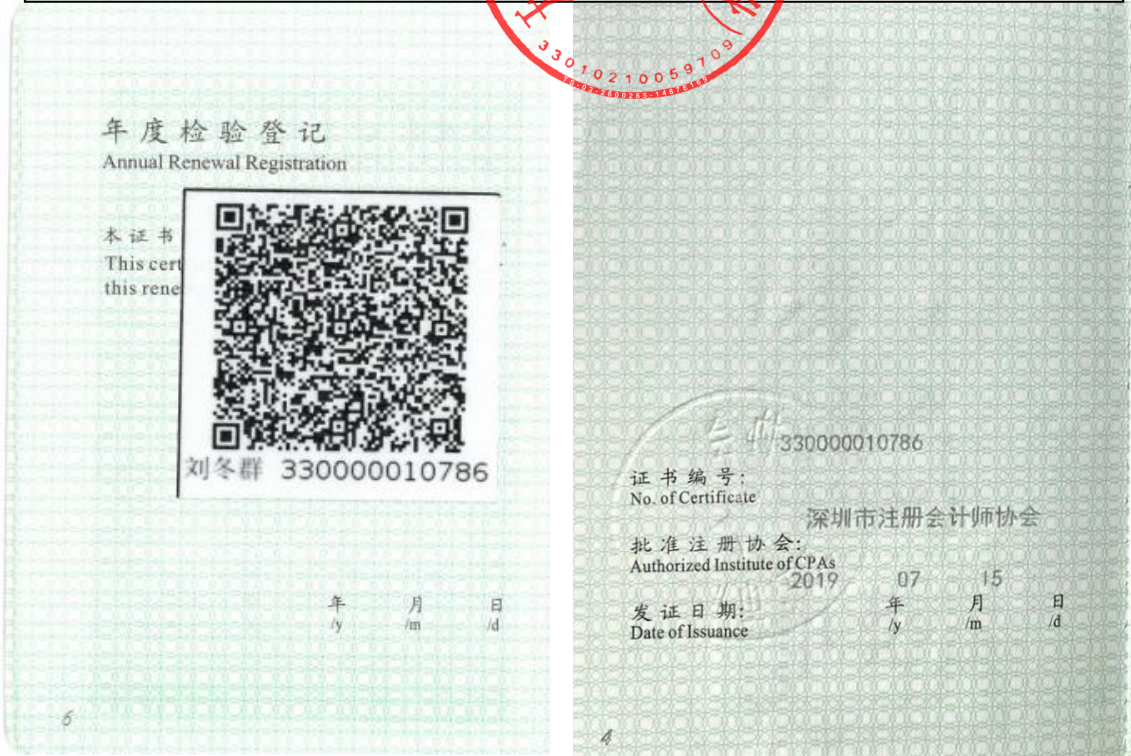 33010210059709
年度检验登记
Annual Renewal Registration
本证书
This cert
this rene
刘冬群 330000010786
年 月 日
/y /m /d
6
330000010786
证书编号:
No. of Certificate
深圳市注册会计师协会
批准注册协会:
Authorized Institute of CPAs
2019 07 15
发证日期: 年 月 日
Date of Issuance /y /m /d
4